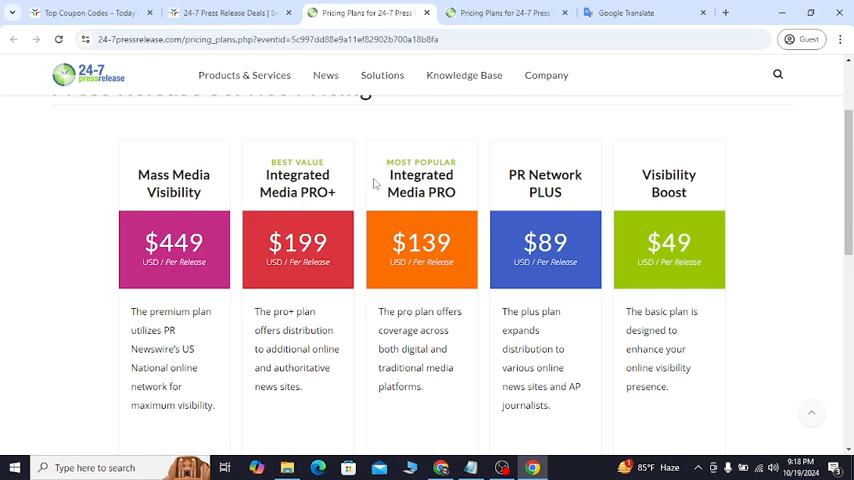 Top Coupon Codes – Today's
24-7 Press Release Deals | Se
Pricing Plans for 24-7 Press
Pricing Plans for 24-7 Press
Google Translate
24-7pressrelease.com/pricing_plans.php?eventid=5c997dd88e9a11ef82902b700a18b8fa
Guest
24-7
pressrelease
Products & Services
News
Solutions
Knowledge Base
Company
Press Release Service Pricing
Mass Media
Visibility
$449
USD / Per Release
The premium plan
utilizes PR
Newswire's US
National online
network for
maximum visibility.
BEST VALUE
Integrated
Media PRO+
$199
USD / Per Release
The pro+ plan
offers distribution
to additional online
and authoritative
news sites.
MOST POPULAR
Integrated
Media PRO
$139
USD / Per Release
The pro plan offers
coverage across
both digital and
traditional media
platforms.
PR Network
PLUS
$89
USD / Per Release
The plus plan
expands
distribution to
various online
news sites and AP
journalists.
Visibility
Boost
$49
USD / Per Release
The basic plan is
designed to
enhance your
online visibility
presence.
Type here to search
85°F Haze
9:18 PM
10/19/2024
3